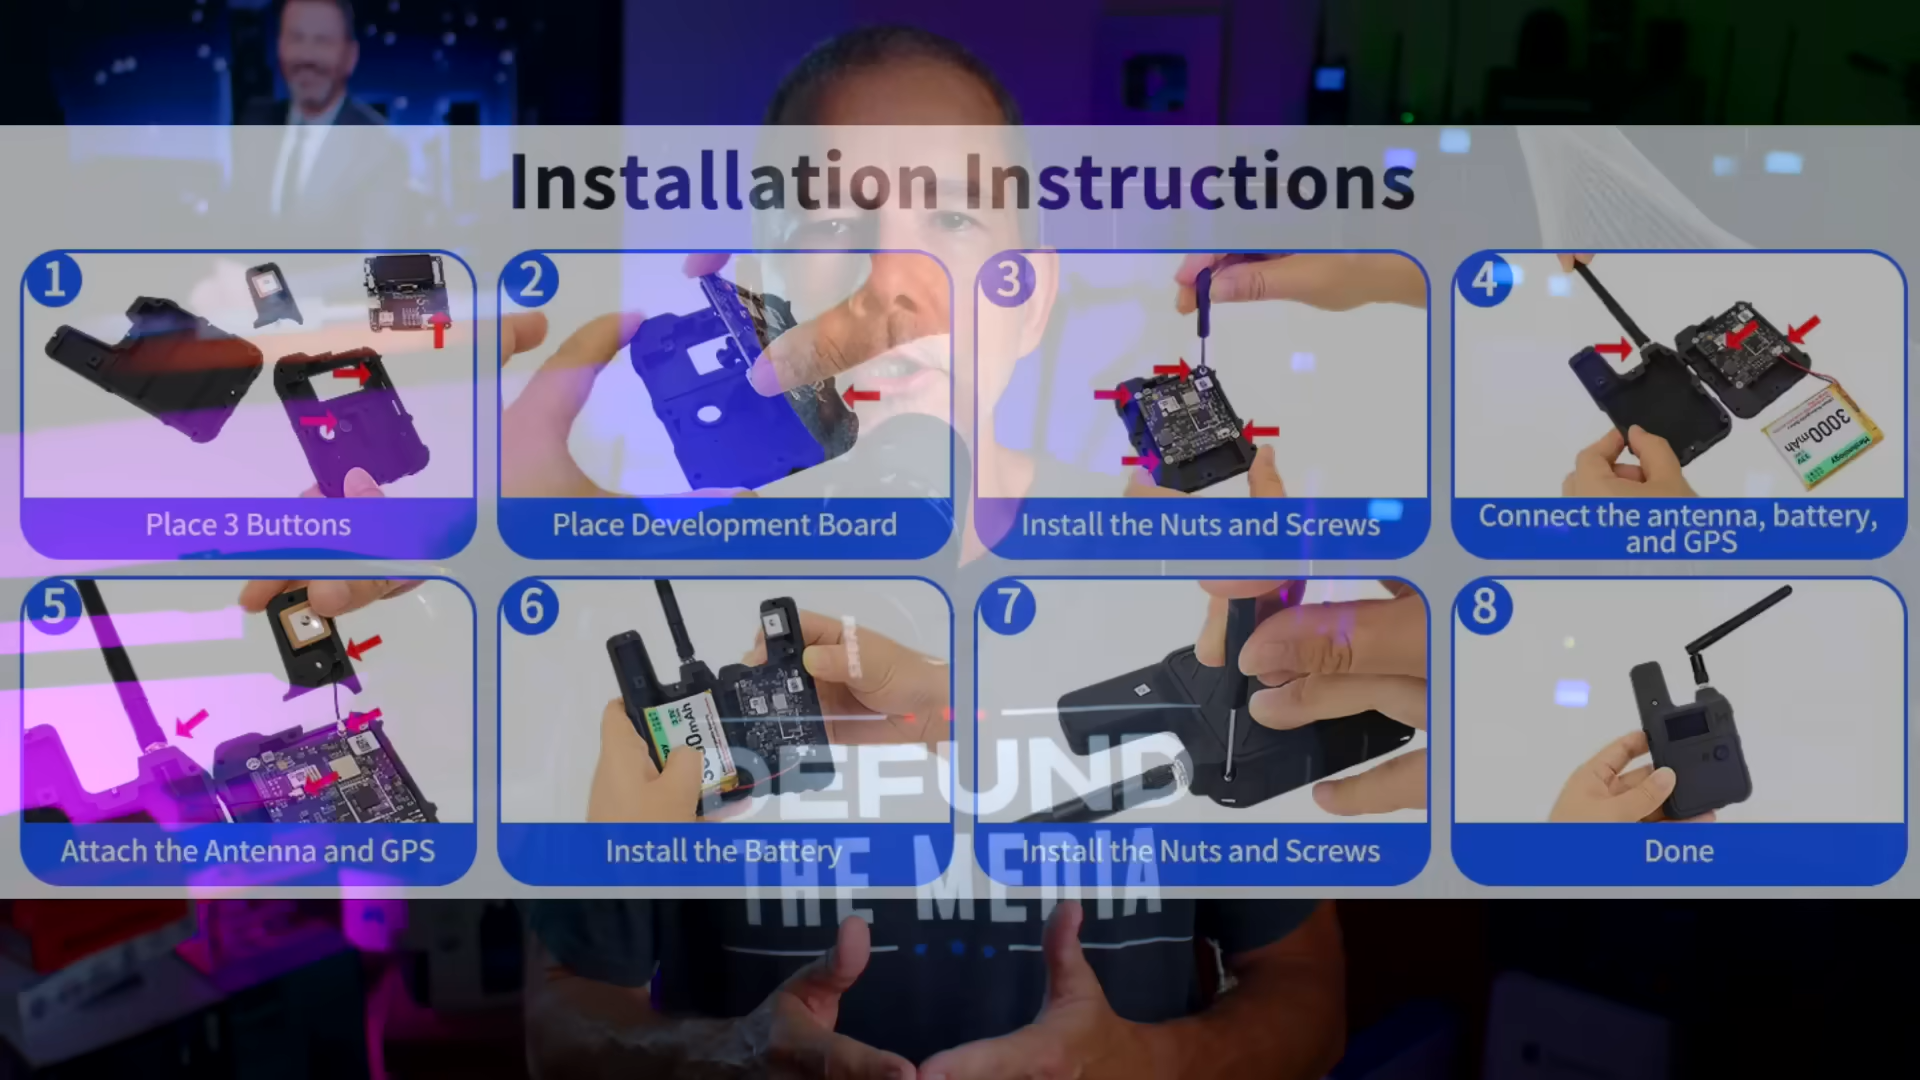 Installation Instructions
1
2
3
4
3000mAh
Place 3 Buttons
Place Development Board
Install the Nuts and Screws
Connect the antenna, battery,
and GPS
5
6
7
8
DEFUND
Attach the Antenna and GPS
Install the Battery
Install the Nuts and Screws
Done
THE MEDIA